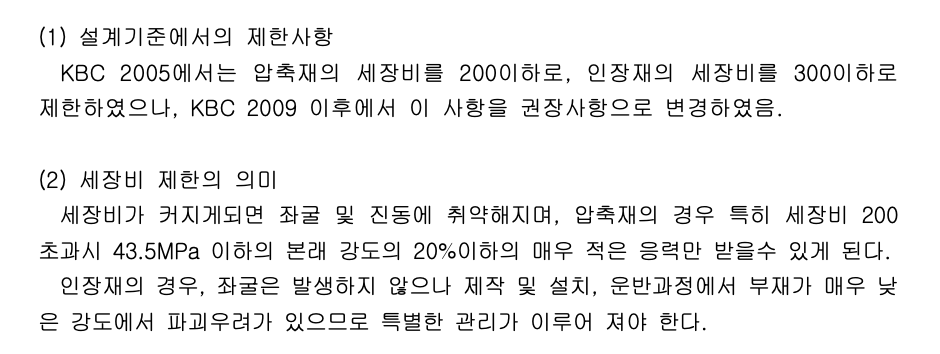 (1) 설계기준에서의 제한사항
KBC 2005에서는 압축재의 세장비를 200이하로, 인장재의 세장비를 300이하로
제한하였으나, KBC 2009 이후에서 이 사항을 권장사항으로 변경하였음.
(2) 세장비 제한의 의미
세장비가 커지게되면 좌굴 및 진동에 취약해지며, 압축재의 경우 특히 세장비 200
초과시 43.5MPa 이하의 본래 강도의 20%이하의 매우 적은 응력만 받을수 있게 된다.
인장재의 경우, 좌굴은 발생하지 않으나 제작 및 설치, 운반과정에서 부재가 매우 낮
은 강도에서 파괴우려가 있으므로 특별한 관리가 이루어 져야 한다.